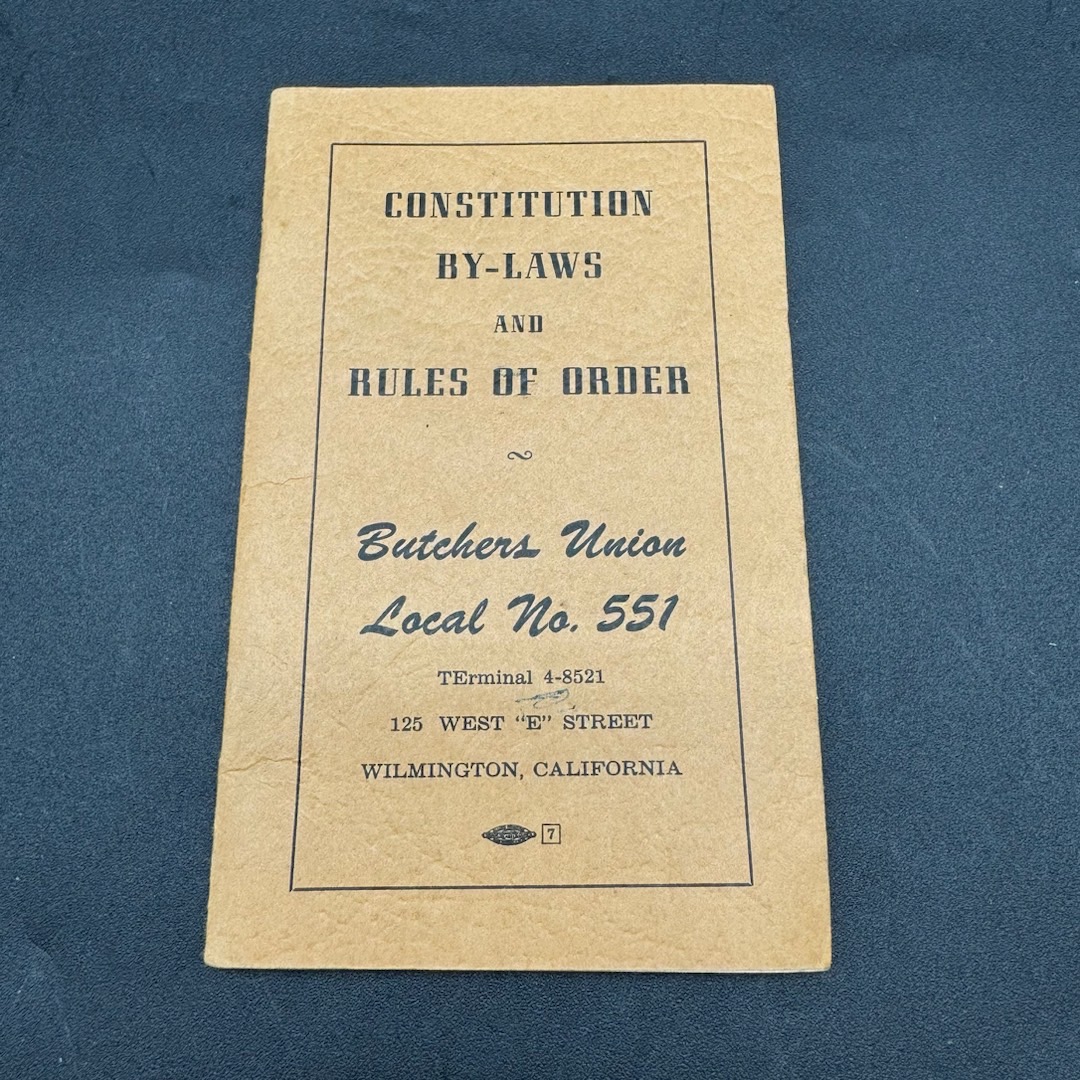 CONSTITUTION
BY-LAWS
AND
RULES OF ORDER
Butchers Union
Local No. 551
TErminal 4-8521
125 WEST "E" STREET
WILMINGTON, CALIFORNIA
7